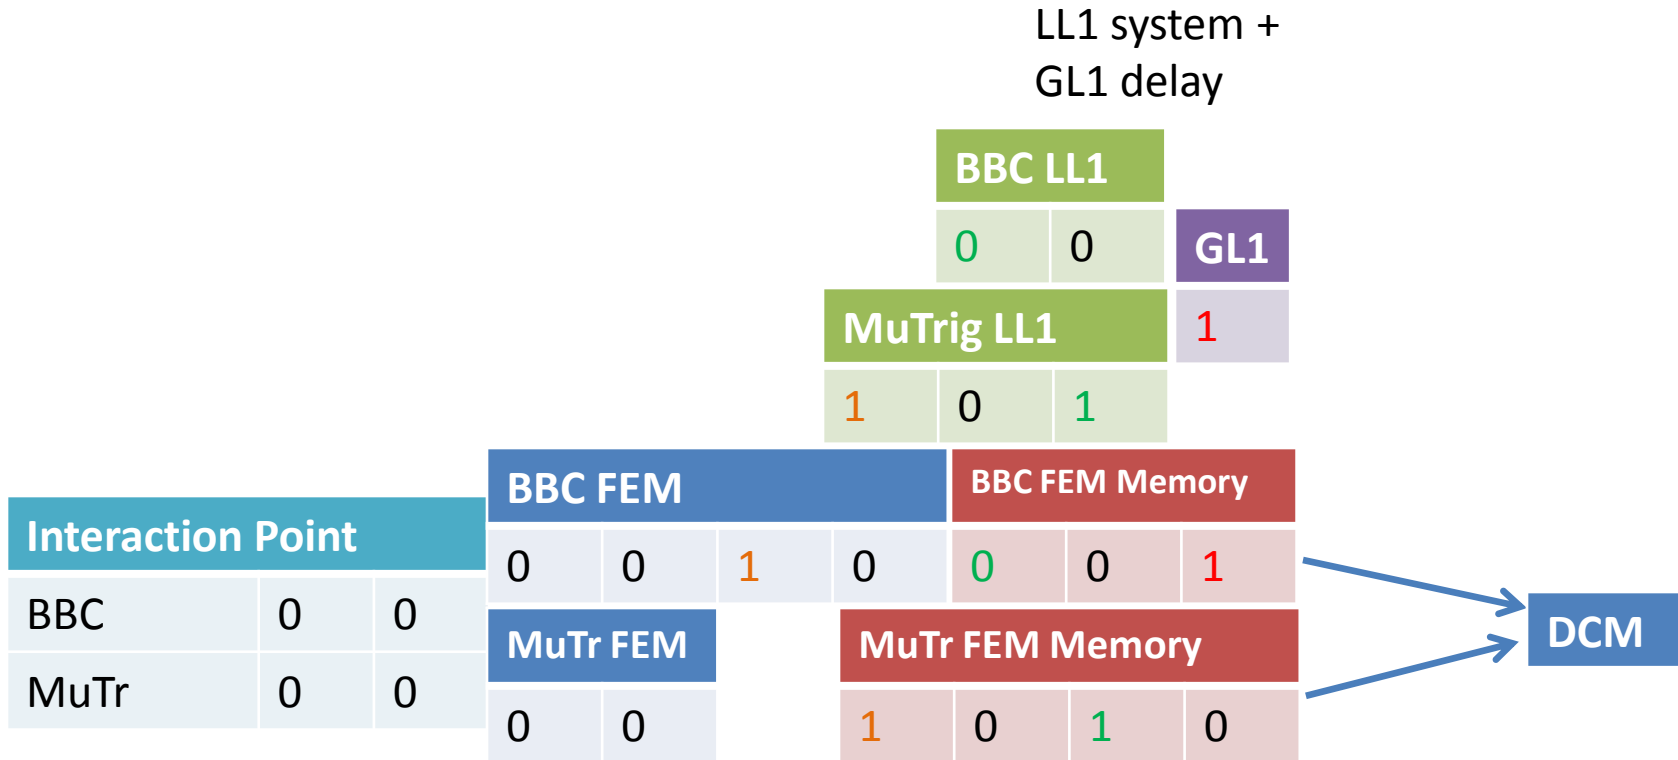 LL1 system +
GL1 delay
BBC LL1
0 0
GL1
1
MuTrig LL1
1 0 1
BBC FEM
0 0 1 0
BBC FEM Memory
0 0 1
Interaction Point
BBC 0 0
MuTr 0 0
MuTr FEM
0 0
MuTr FEM Memory
1 0 1 0
DCM